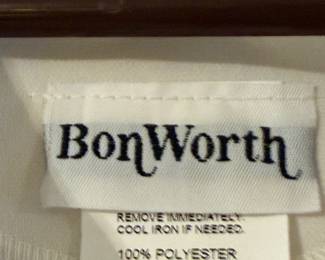 BonWorth
REMOVE IMMEDIATELY.
COOL IRON IF NEEDED.
100% POLYESTER